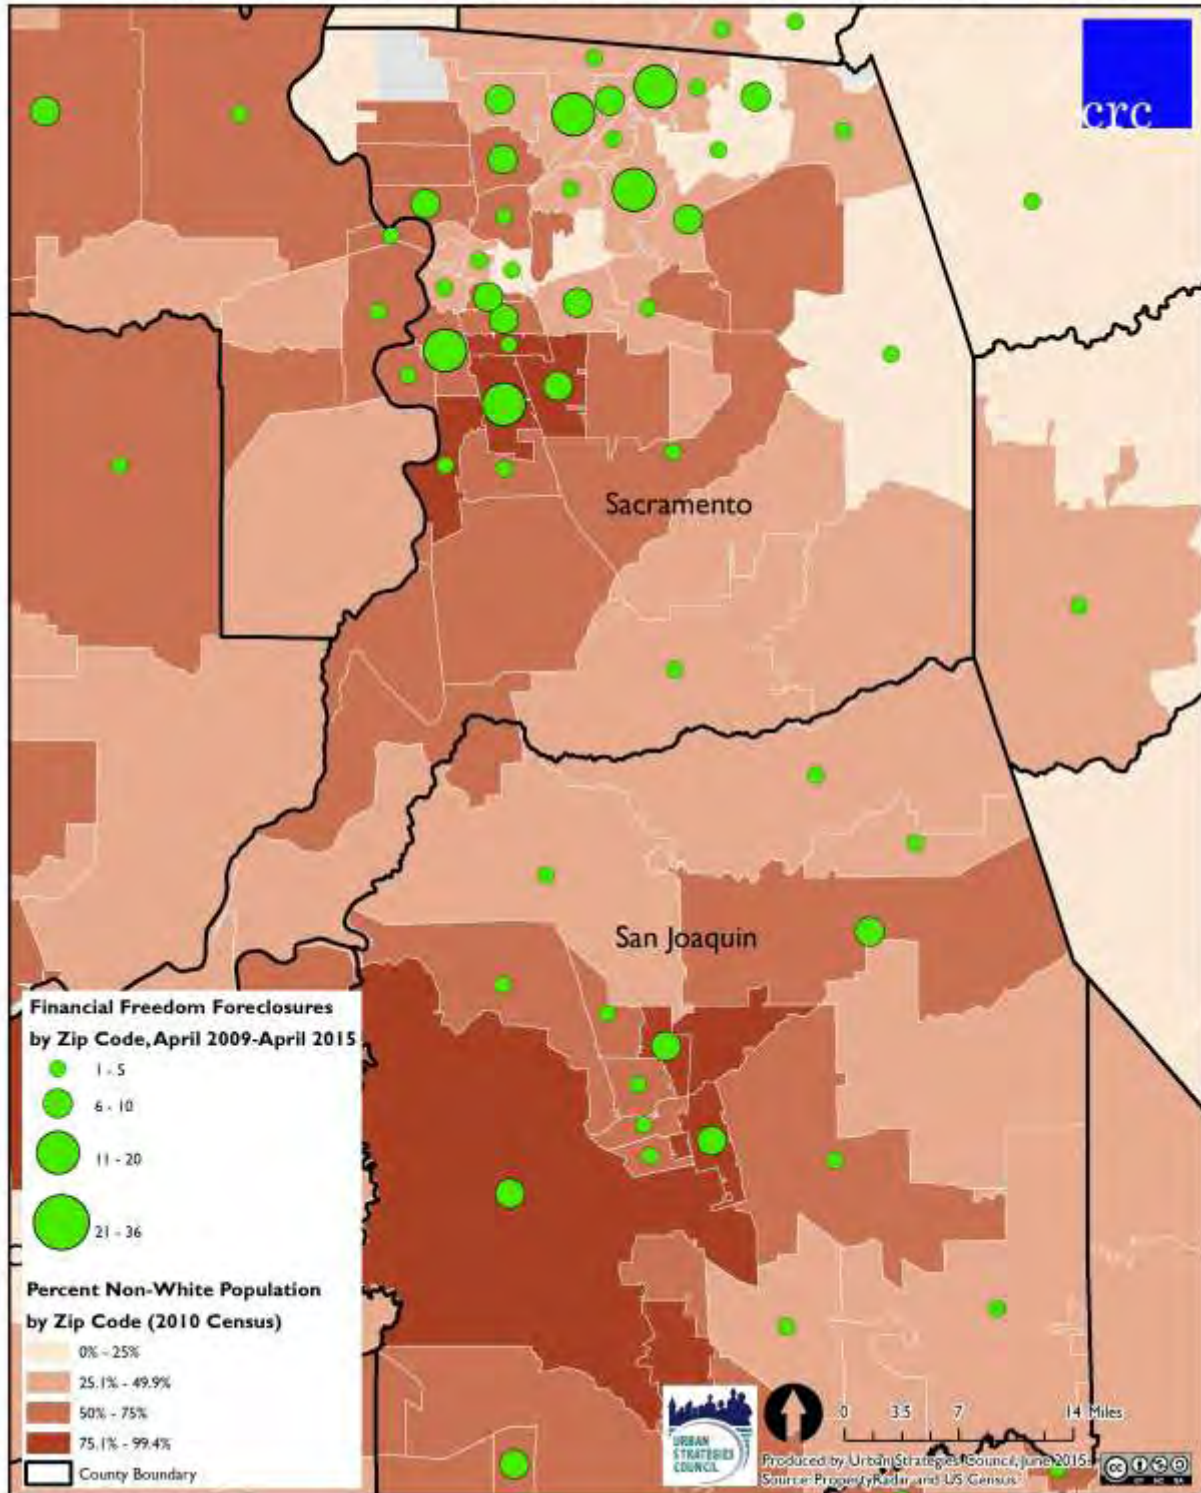 crc
Sacramento
San Joaquin
Financial Freedom Foreclosures
by Zip Code, April 2009-April 2015
1 - 5
6 - 10
11 - 20
21 - 36
Percent Non-White Population
by Zip Code (2010 Census)
0% - 25%
25.1% - 49.9%
50% - 75%
75.1% - 99.4%
County Boundary
URBAN
STRATEGIES
COUNCIL
0 3.5 7 14 Miles
Produced by Urban Strategies Council, June 2015.
Source: PropertyRadar and US Census
cc